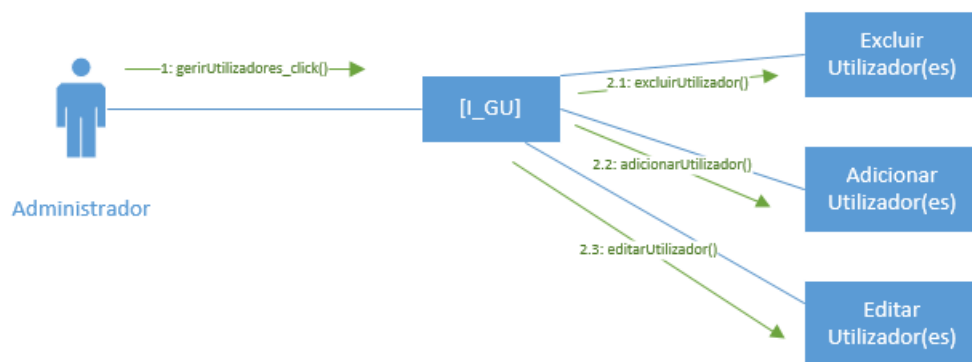 1: gerirUtilizadores_click()
Administrador
[I_GU]
2.1: excluirUtilizador()
Excluir
Utilizador(es)
2.2: adicionarUtilizador()
Adicionar
Utilizador(es)
2.3: editarUtilizador()
Editar
Utilizador(es)